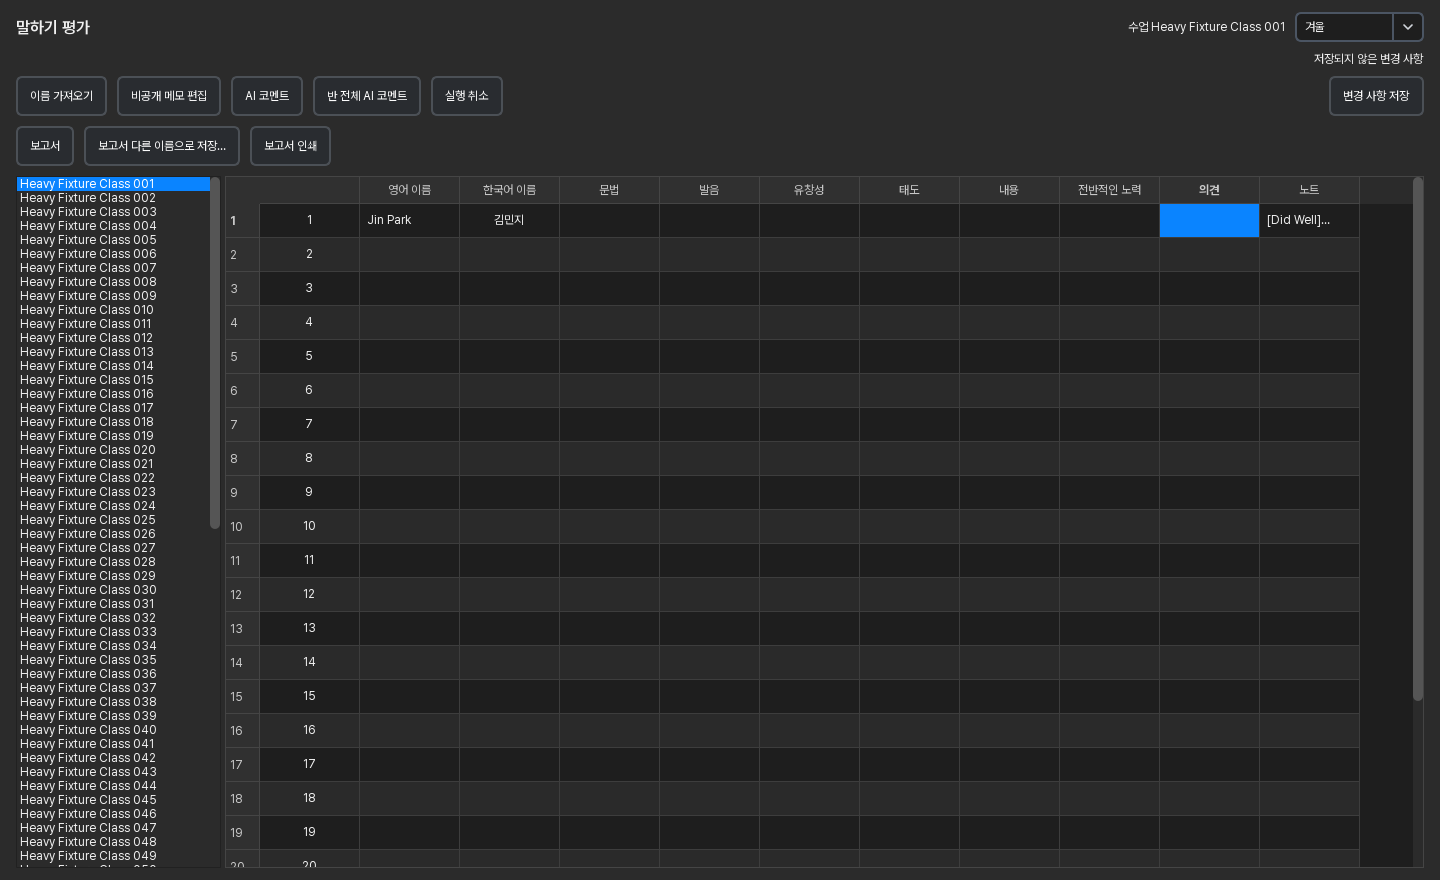 말하기 평가
수업 Heavy Fixture Class 001 겨울
저장되지 않은 변경 사항
이름 가져오기 비공개 메모 편집 AI 코멘트 반 전체 AI 코멘트 실행 취소 변경 사항 저장
보고서 보고서 다른 이름으로 저장... 보고서 인쇄
Heavy Fixture Class 001
Heavy Fixture Class 002
Heavy Fixture Class 003
Heavy Fixture Class 004
Heavy Fixture Class 005
Heavy Fixture Class 006
Heavy Fixture Class 007
Heavy Fixture Class 008
Heavy Fixture Class 009
Heavy Fixture Class 010
Heavy Fixture Class 011
Heavy Fixture Class 012
Heavy Fixture Class 013
Heavy Fixture Class 014
Heavy Fixture Class 015
Heavy Fixture Class 016
Heavy Fixture Class 017
Heavy Fixture Class 018
Heavy Fixture Class 019
Heavy Fixture Class 020
Heavy Fixture Class 021
Heavy Fixture Class 022
Heavy Fixture Class 023
Heavy Fixture Class 024
Heavy Fixture Class 025
Heavy Fixture Class 026
Heavy Fixture Class 027
Heavy Fixture Class 028
Heavy Fixture Class 029
Heavy Fixture Class 030
Heavy Fixture Class 031
Heavy Fixture Class 032
Heavy Fixture Class 033
Heavy Fixture Class 034
Heavy Fixture Class 035
Heavy Fixture Class 036
Heavy Fixture Class 037
Heavy Fixture Class 038
Heavy Fixture Class 039
Heavy Fixture Class 040
Heavy Fixture Class 041
Heavy Fixture Class 042
Heavy Fixture Class 043
Heavy Fixture Class 044
Heavy Fixture Class 045
Heavy Fixture Class 046
Heavy Fixture Class 047
Heavy Fixture Class 048
Heavy Fixture Class 049
영어 이름 한국어 이름 문법 발음 유창성 태도 내용 전반적인 노력 의견 노트
1 1 Jin Park 김민지 [Did Well]...
2 2
3 3
4 4
5 5
6 6
7 7
8 8
9 9
10 10
11 11
12 12
13 13
14 14
15 15
16 16
17 17
18 18
19 19
20 20